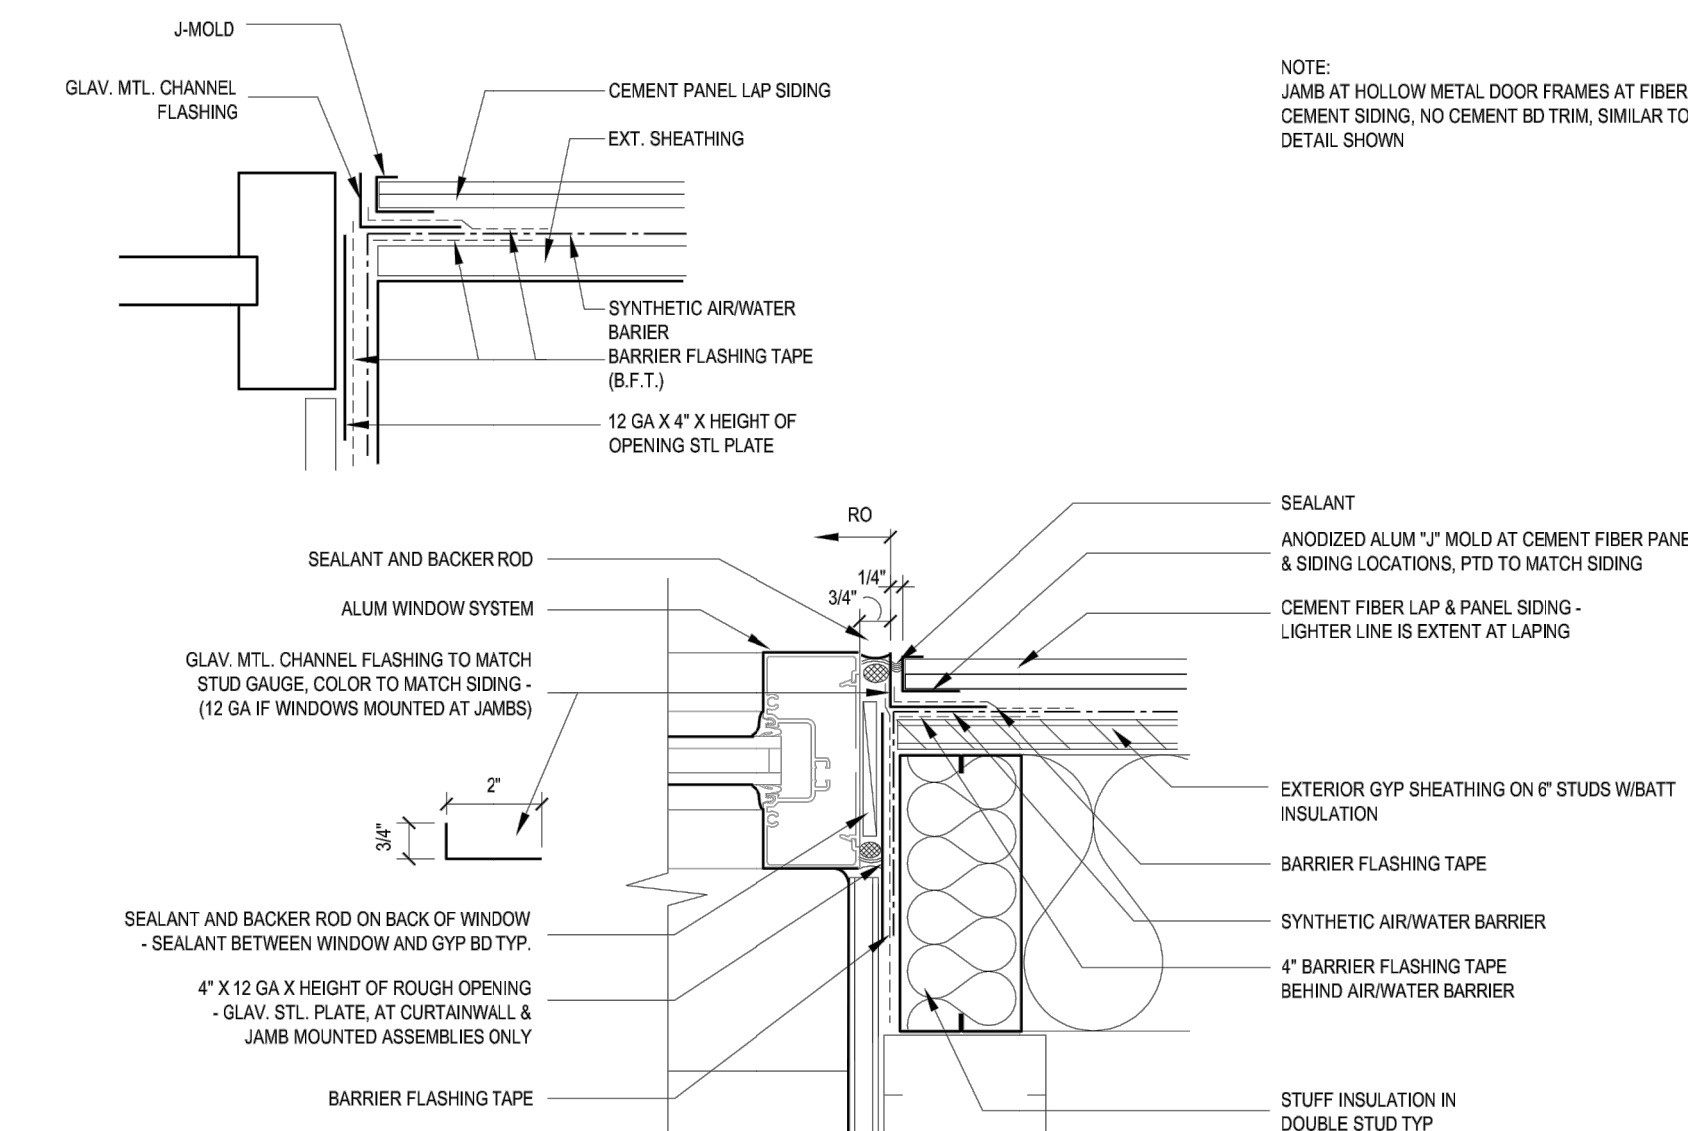 J-MOLD
GLAV. MTL. CHANNEL
FLASHING
CEMENT PANEL LAP SIDING
EXT. SHEATHING
SYNTHETIC AIR/WATER
BARIER
BARRIER FLASHING TAPE
(B.F.T.)
12 GA X 4" X HEIGHT OF
OPENING STL PLATE
NOTE:
JAMB AT HOLLOW METAL DOOR FRAMES AT FIBER
CEMENT SIDING, NO CEMENT BD TRIM, SIMILAR TO
DETAIL SHOWN
RO
1/4"
3/4"
SEALANT AND BACKER ROD
ALUM WINDOW SYSTEM
GLAV. MTL. CHANNEL FLASHING TO MATCH
STUD GAUGE, COLOR TO MATCH SIDING -
(12 GA IF WINDOWS MOUNTED AT JAMBS)
2"
3/4"
SEALANT AND BACKER ROD ON BACK OF WINDOW
- SEALANT BETWEEN WINDOW AND GYP BD TYP.
4" X 12 GA X HEIGHT OF ROUGH OPENING
- GLAV. STL. PLATE, AT CURTAINWALL &
JAMB MOUNTED ASSEMBLIES ONLY
BARRIER FLASHING TAPE
SEALANT
ANODIZED ALUM "J" MOLD AT CEMENT FIBER PANE
& SIDING LOCATIONS, PTD TO MATCH SIDING
CEMENT FIBER LAP & PANEL SIDING -
LIGHTER LINE IS EXTENT AT LAPING
EXTERIOR GYP SHEATHING ON 6" STUDS W/BATT
INSULATION
BARRIER FLASHING TAPE
SYNTHETIC AIR/WATER BARRIER
4" BARRIER FLASHING TAPE
BEHIND AIR/WATER BARRIER
STUFF INSULATION IN
DOUBLE STUD TYP